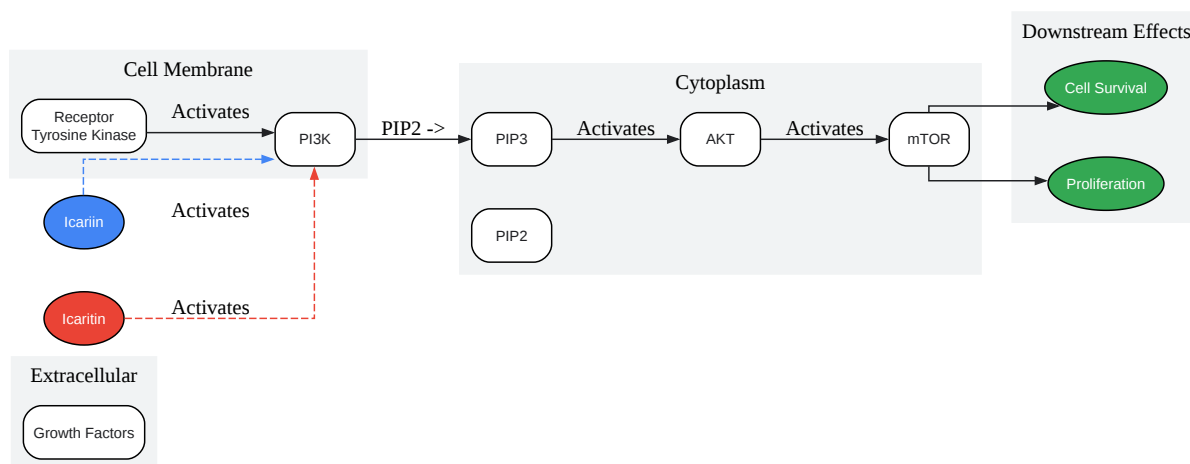 Downstream Effects
Cell Membrane
Cytoplasm
Receptor
Tyrosine Kinase
Activates
PI3K
PIP2 ->
PIP3
Activates
AKT
Activates
mTOR
Cell Survival
Proliferation
Icariin
Activates
PIP2
Icaritin
Activates
Extracellular
Growth Factors